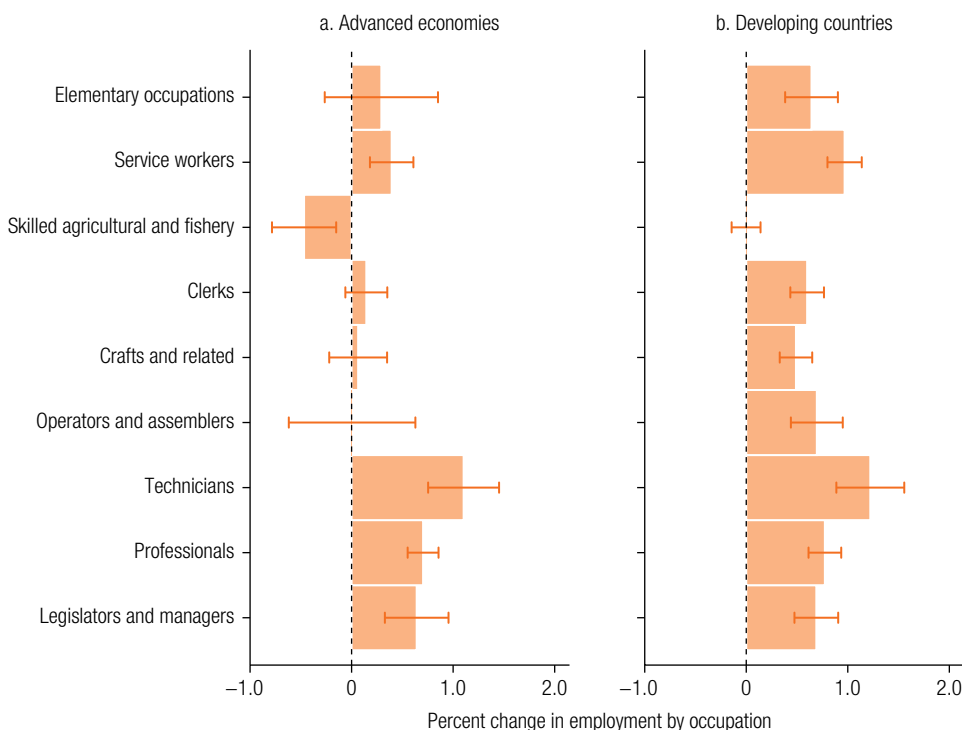 a. Advanced economies
b. Developing countries
Elementary occupations
Service workers
Skilled agricultural and fishery
Clerks
Crafts and related
Operators and assemblers
Technicians
Professionals
Legislators and managers
–1.0 0 1.0 2.0
–1.0 0 1.0 2.0
Percent change in employment by occupation